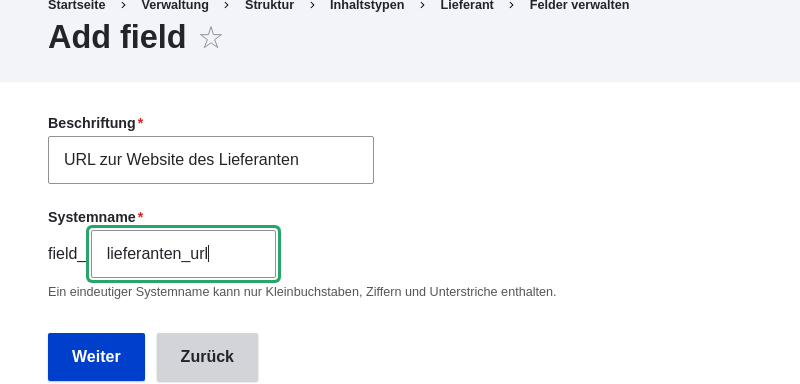 Startseite > Verwaltung > Struktur > Inhaltstypen > Lieferant > Felder verwalten
Add field ☆
Beschriftung*
URL zur Website des Lieferanten
Systemname*
field_ lieferanten_url
Ein eindeutiger Systemname kann nur Kleinbuchstaben, Ziffern und Unterstriche enthalten.
Weiter Zurück